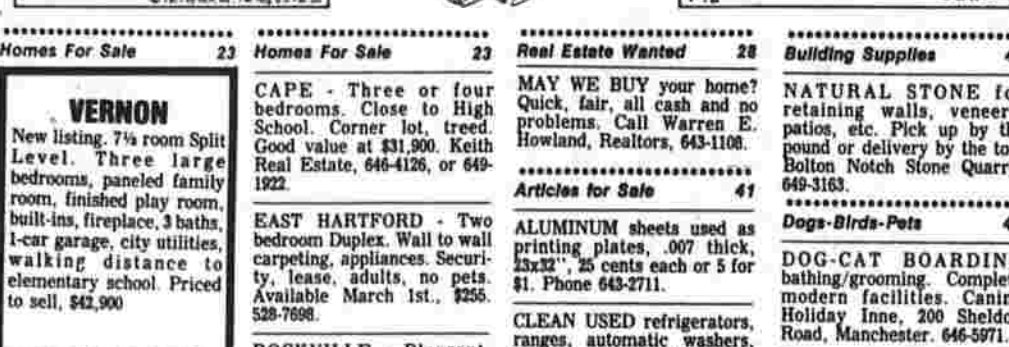 Homes For Sale 23
VERNON
New listing. 7½ room Split
Level. Three large
bedrooms, paneled family
room, finished play room,
built-ins, fireplace, 3 baths,
1-car garage, city utilities,
walking distance to
elementary school. Priced
to sell, $42,900
Homes For Sale 23
CAPE - Three or four
bedrooms. Close to High
School. Corner lot, treed.
Good value at $31,900. Keith
Real Estate, 646-4126, or 649-
1922.
EAST HARTFORD - Two
bedroom Duplex. Wall to wall
carpeting, appliances. Securi-
ty, lease, adults, no pets.
Available March 1st., $255.
528-7698.
Real Estate Wanted 28
MAY WE BUY your home?
Quick, fair, all cash and no
problems. Call Warren E.
Howland, Realtors, 643-1108.
Articles for Sale 41
ALUMINUM sheets used as
printing plates, .007 thick,
23x32", 25 cents each or 5 for
$1. Phone 643-2711.
CLEAN USED refrigerators,
ranges, automatic washers,
Building Supplies
NATURAL STONE
retaining walls,
patios, etc. Pick up by
pound or delivery by the
Bolton Notch Stone
649-3163.
Dogs-Birds-Pets
DOG-CAT
bathing/grooming.
modern facilities.
Holiday Inne, 200
Road, Manchester. 646-5971.